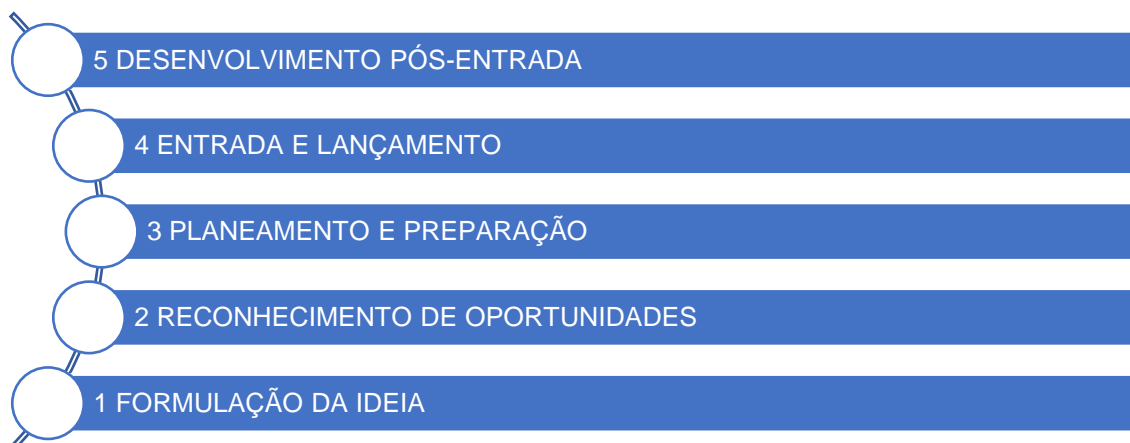 5 DESENVOLVIMENTO PÓS-ENTRADA
4 ENTRADA E LANÇAMENTO
3 PLANEAMENTO E PREPARAÇÃO
2 RECONHECIMENTO DE OPORTUNIDADES
1 FORMULAÇÃO DA IDEIA